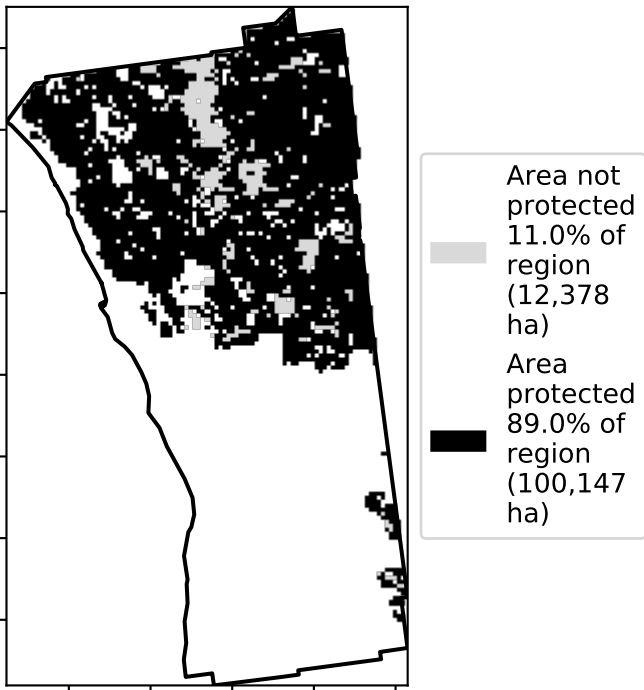 Area not
protected
11.0% of
region
(12,378
ha)
Area
protected
89.0% of
region
(100,147
ha)